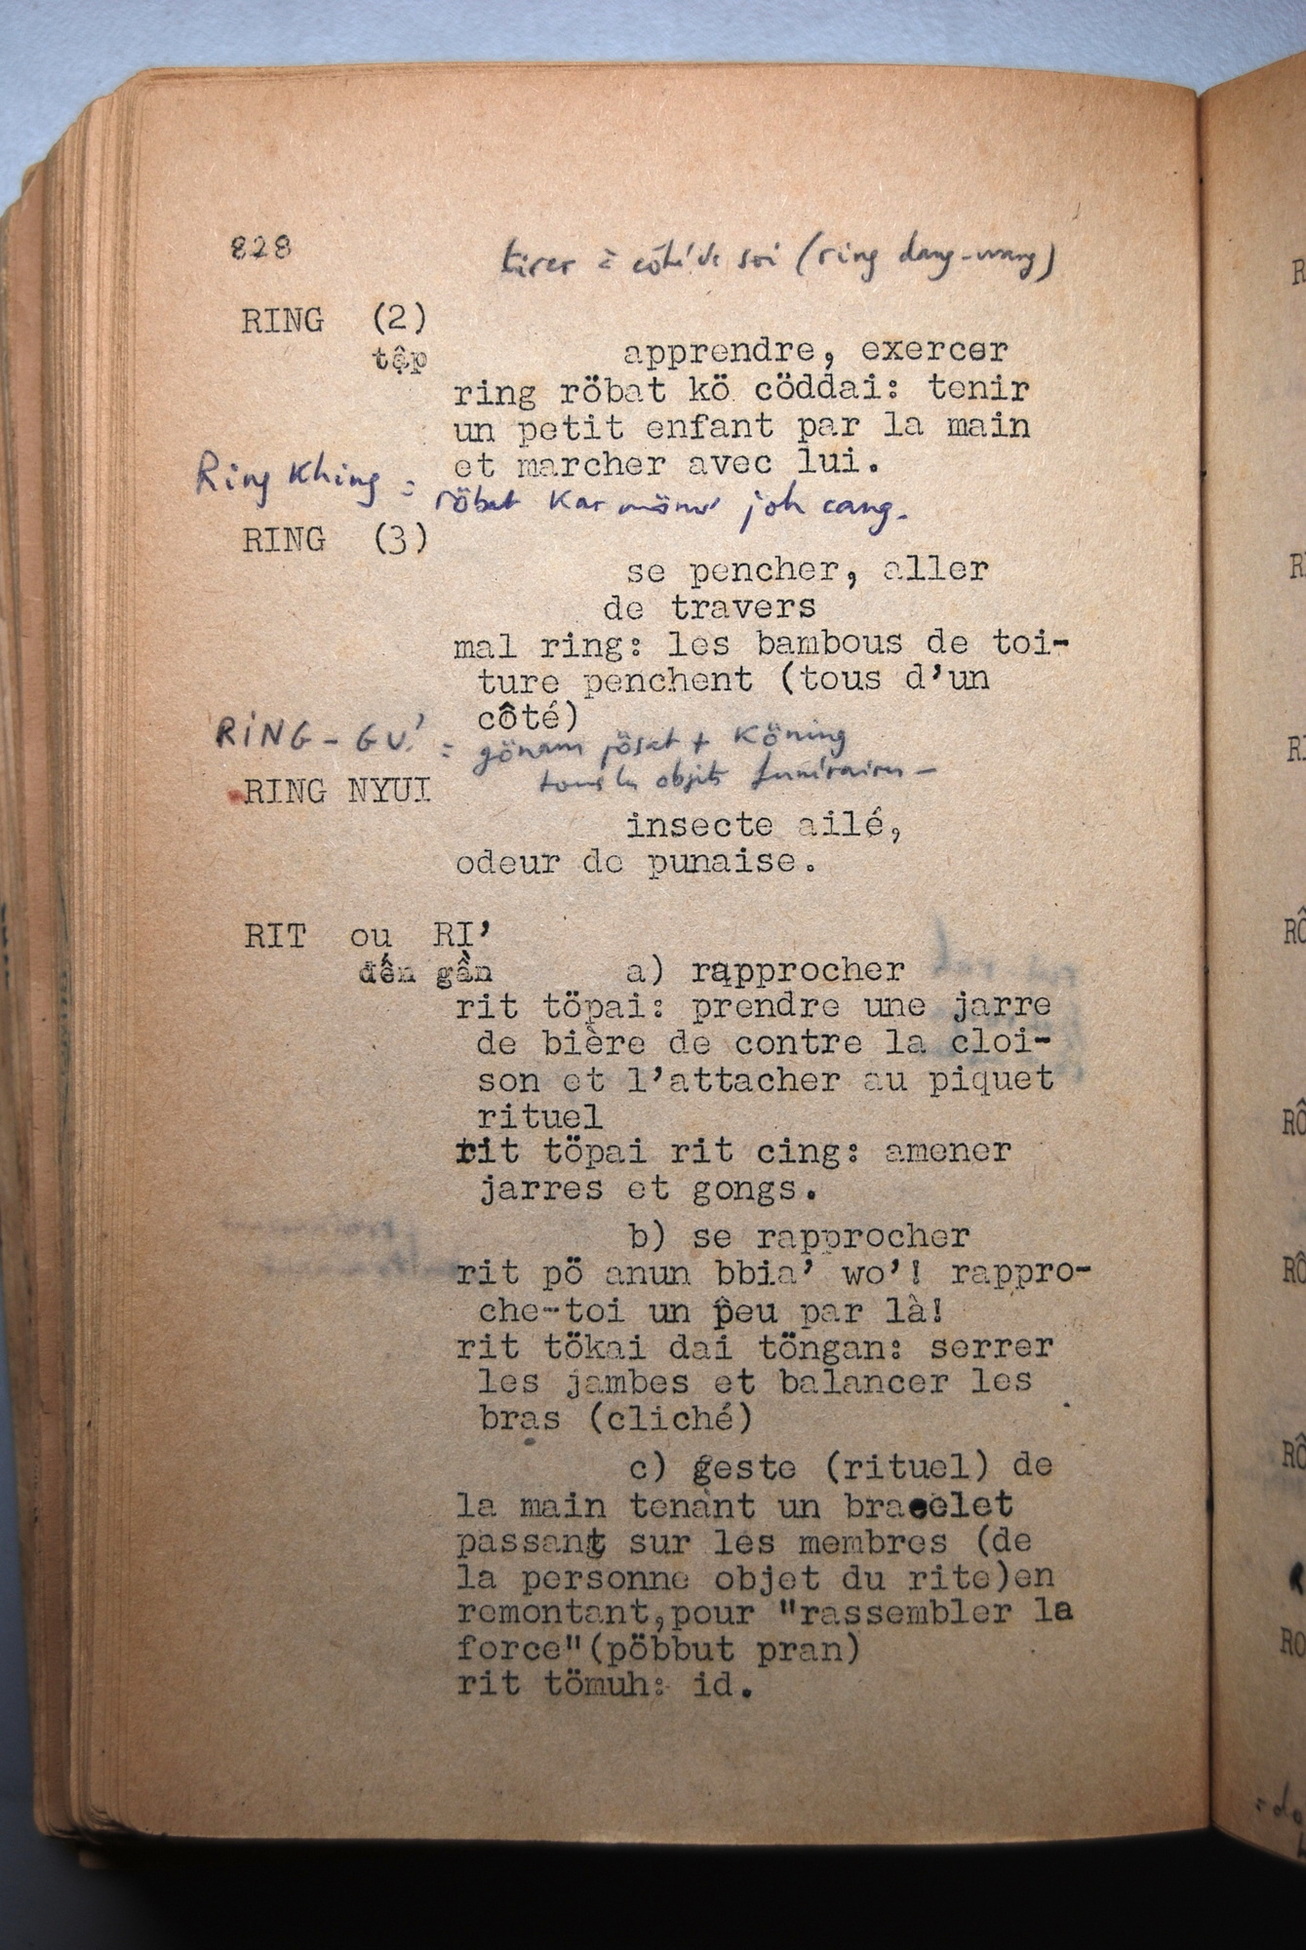 828
tirer à côté de soi (ring dang-wang)
RING (2)
tập apprendre, exercer
ring röbat kö cöddai: tenir
un petit enfant par la main
et marcher avec lui.
Ring Khing = röbat Kar joh cang.
RING (3)
se pencher, aller
de travers
mal ring: les bambous de toi-
ture penchent (tous d'un
côté)
RING - GU' = gönam jösat + Köning
tous les objets funéraires -
RING NYUI
insecte ailé,
odeur de punaise.
RIT ou RI'
đến gần a) rapprocher
rit töpai: prendre une jarre
de bière de contre la cloi-
son et l'attacher au piquet
rituel
rit töpai rit cing: amener
jarres et gongs.
b) se rapprocher
rit pö anun bbia' wo'! rappro-
che-toi un peu par là!
rit tökai dai töngan: serrer
les jambes et balancer les
bras (cliché)
c) geste (rituel) de
la main tenant un bracelet
passant sur les membres (de
la personne objet du rite)en
remontant,pour "rassembler la
force"(pöbbut pran)
rit tömuh: id.